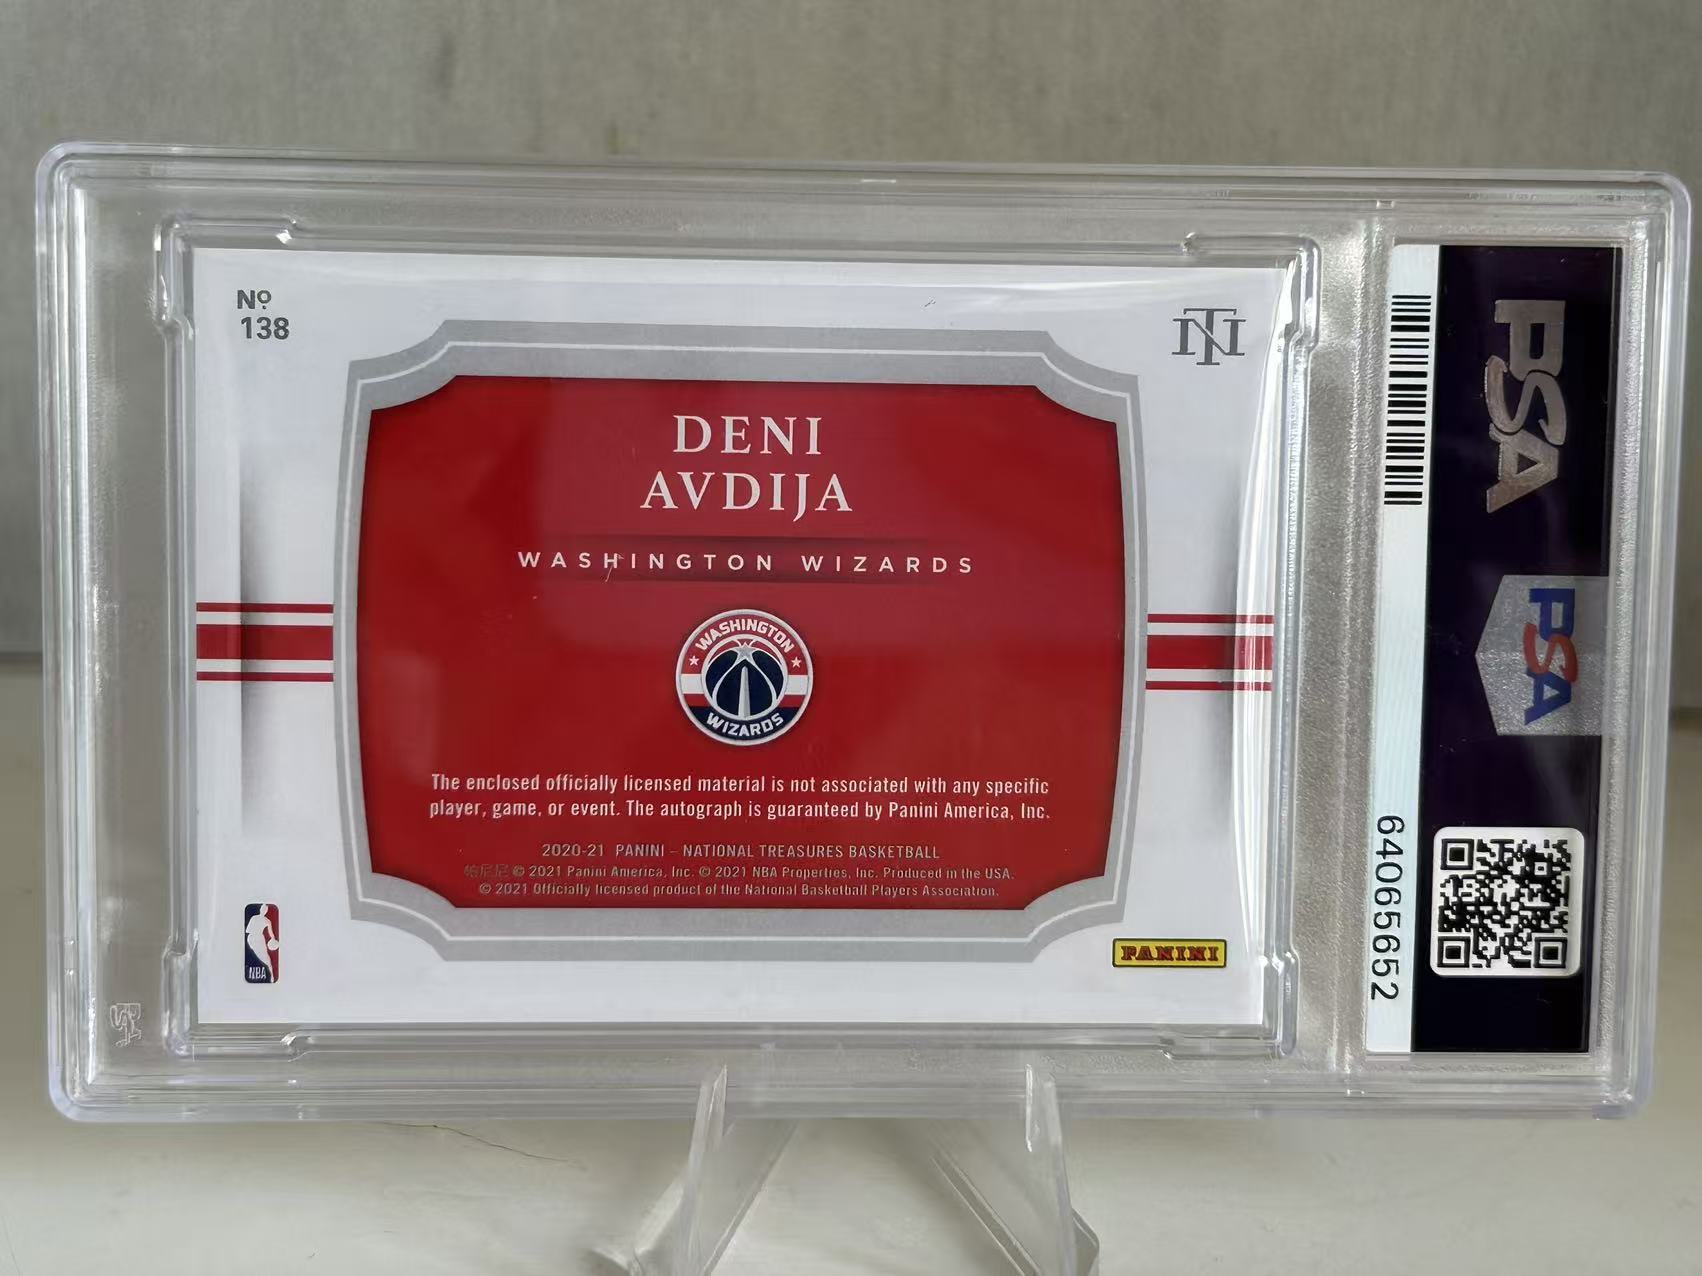 Nº
138
NT
DENI
AVDIJA
WASHINGTON WIZARDS
WASHINGTON
WIZARDS
The enclosed officially licensed material is not associated with any specific
player, game, or event. The autograph is guaranteed by Panini America, Inc.
2020-21 PANINI – NATIONAL TREASURES BASKETBALL
帕尼尼 © 2021 Panini America, Inc. © 2021 NBA Properties, Inc. Produced in the USA.
© 2021 Officially licensed product of the National Basketball Players Association.
NBA
PANINI
PSA
PSA
64065652